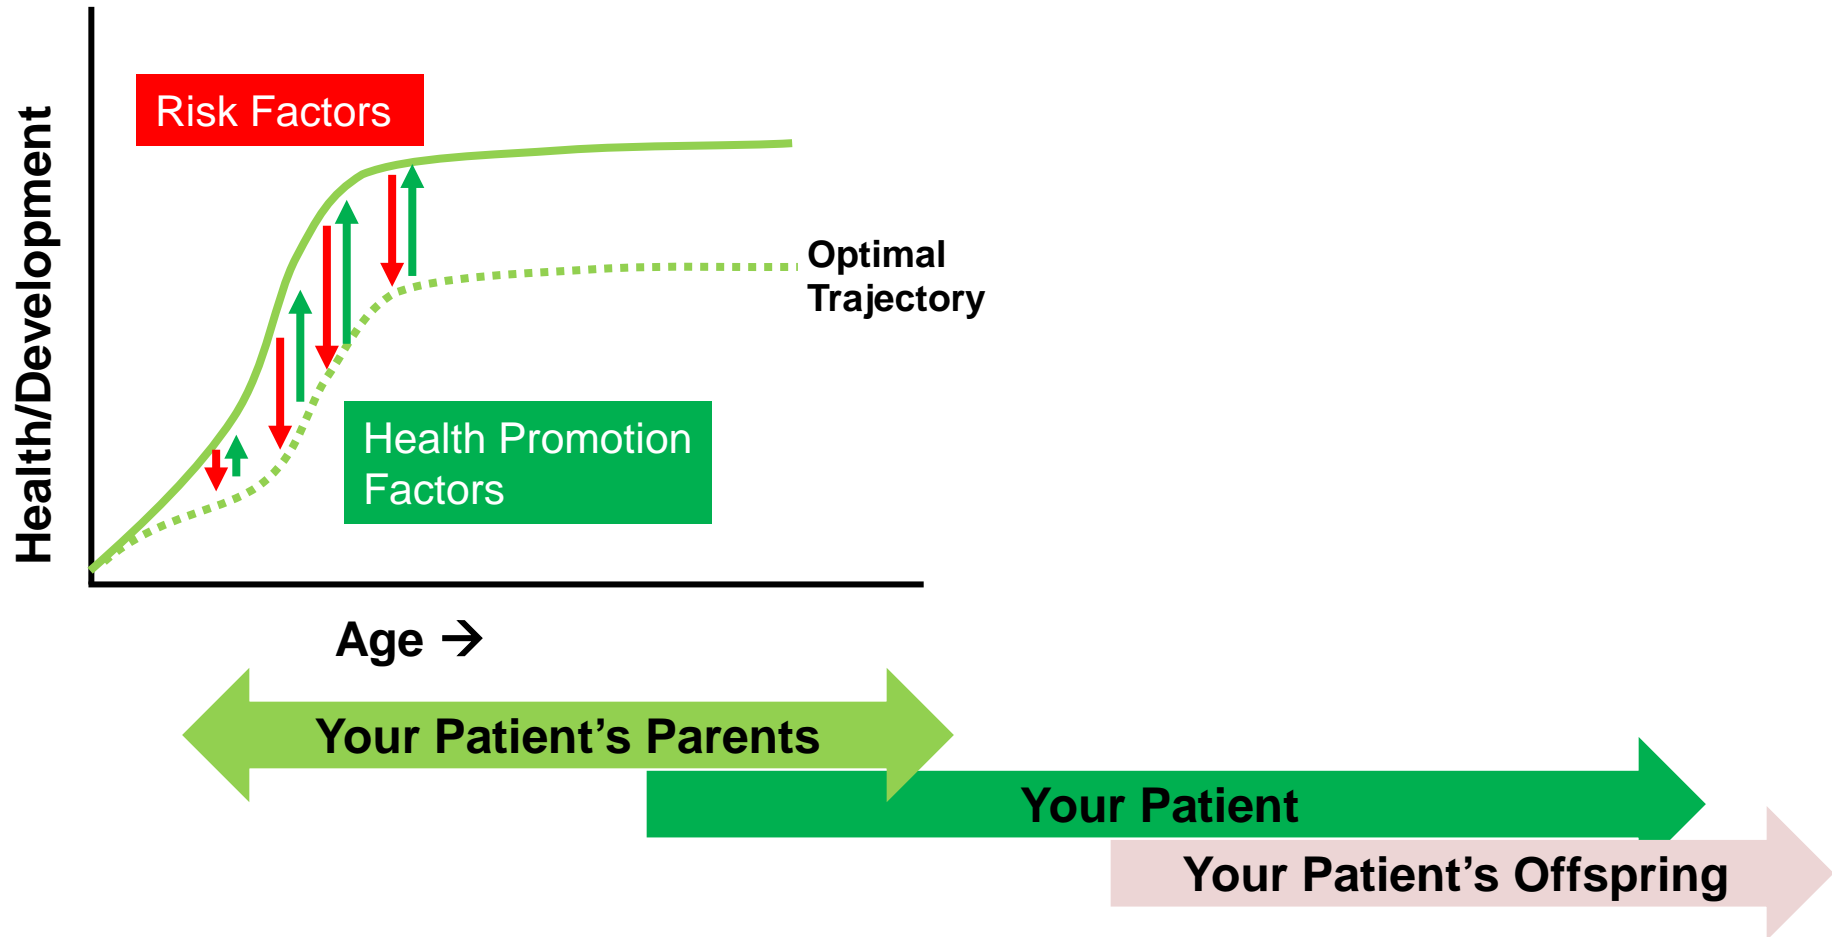 Health/Development
Risk Factors
Optimal
Trajectory
Health Promotion
Factors
Age →
Your Patient’s Parents
Your Patient
Your Patient’s Offspring